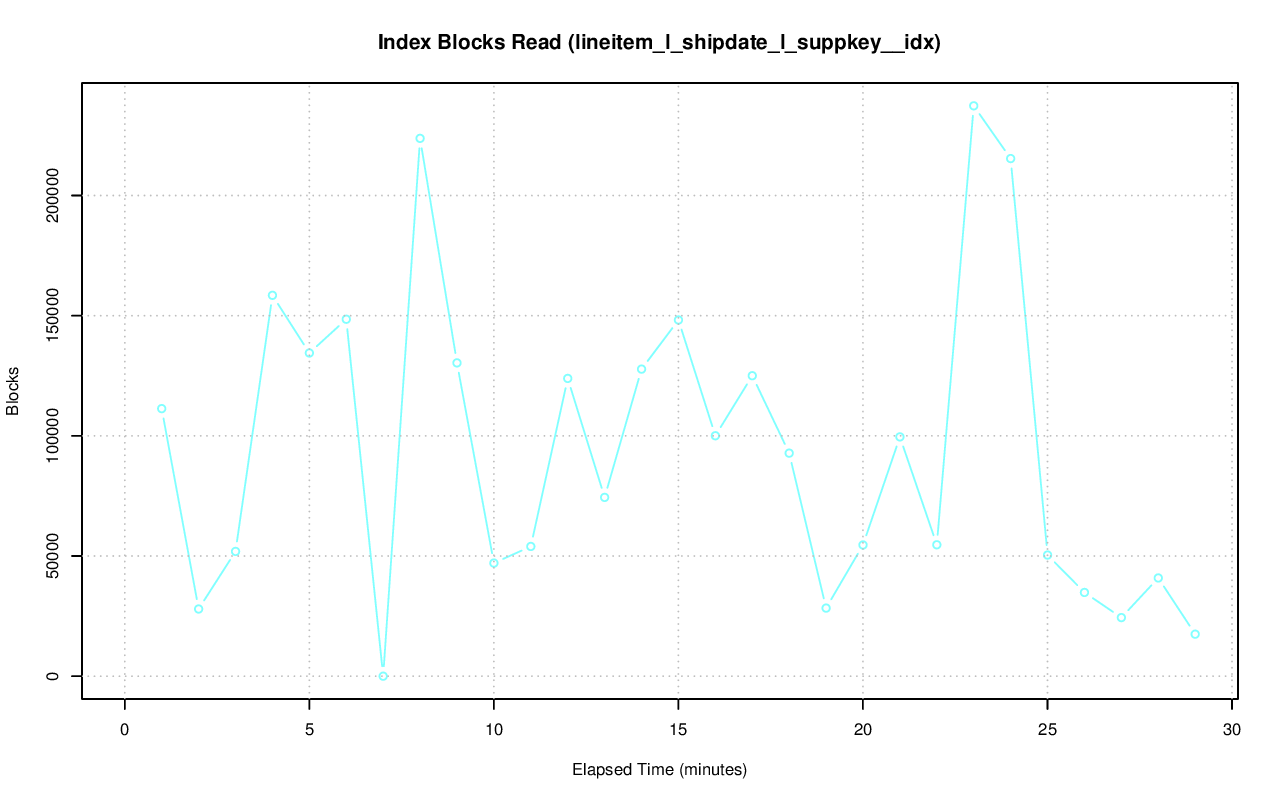 Index Blocks Read (lineitem_l_shipdate_l_suppkey__idx)
Blocks
200000
150000
100000
50000
0
0 5 10 15 20 25 30
Elapsed Time (minutes)